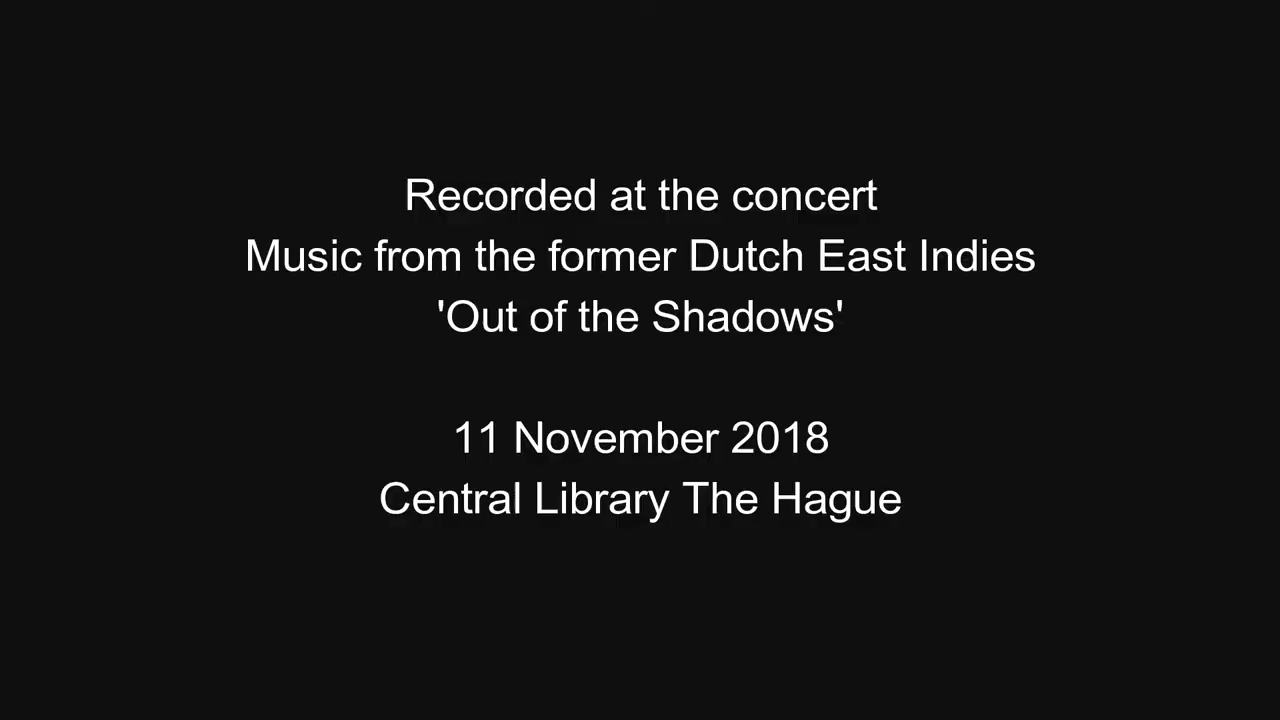 Recorded at the concert
Music from the former Dutch East Indies
'Out of the Shadows'
11 November 2018
Central Library The Hague